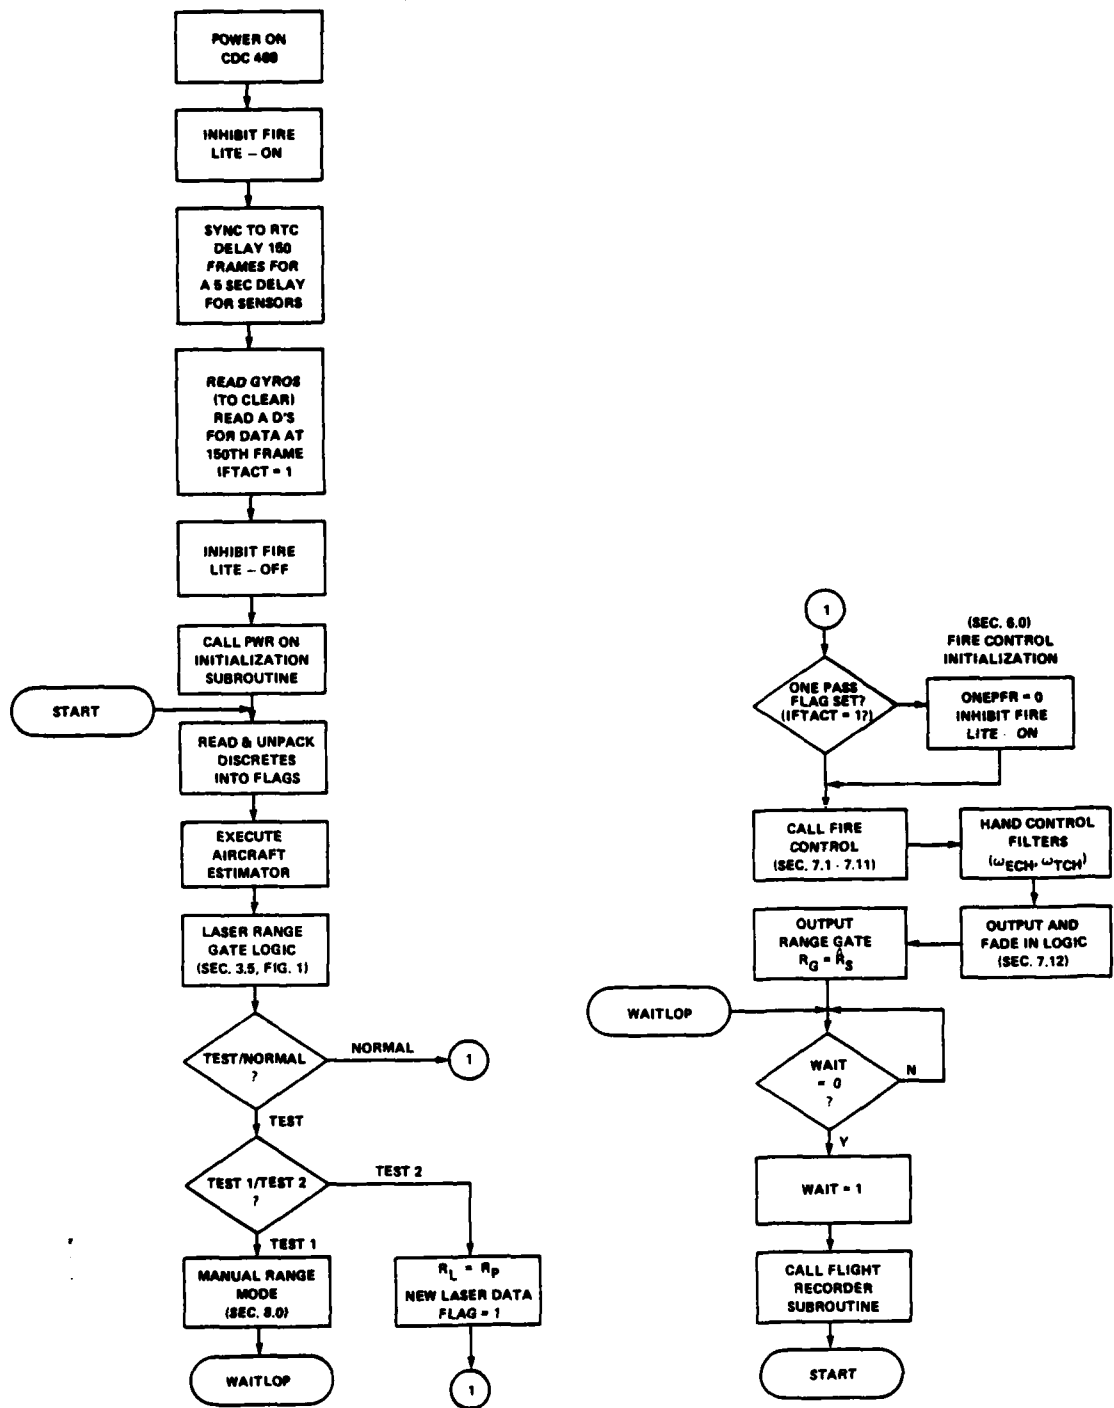 POWER ON
CDC 469
INHIBIT FIRE
LITE – ON
SYNC TO RTC
DELAY 150
FRAMES FOR
A 5 SEC DELAY
FOR SENSORS
READ GYROS
(TO CLEAR)
READ A D'S
FOR DATA AT
150TH FRAME
IFTACT = 1
INHIBIT FIRE
LITE – OFF
CALL PWR ON
INITIALIZATION
SUBROUTINE
START
READ & UNPACK
DISCRETES
INTO FLAGS
EXECUTE
AIRCRAFT
ESTIMATOR
LASER RANGE
GATE LOGIC
(SEC. 3.5, FIG. 1)
TEST/NORMAL
?
NORMAL
1
TEST
TEST 1/TEST 2
?
TEST 2
TEST 1
MANUAL RANGE
MODE
(SEC. 8.0)
WAITLOP
R_L = R_P
NEW LASER DATA
FLAG = 1
1
1
ONE PASS
FLAG SET?
(IFTACT = 1?)
(SEC. 6.0)
FIRE CONTROL
INITIALIZATION
ONEPFR = 0
INHIBIT FIRE
LITE - ON
CALL FIRE
CONTROL
(SEC. 7.1 - 7.11)
HAND CONTROL
FILTERS
(ω_ECH, ω_TCH)
OUTPUT AND
FADE IN LOGIC
(SEC. 7.12)
OUTPUT
RANGE GATE
R_G = R̂_S
WAITLOP
WAIT
= 0
?
N
Y
WAIT = 1
CALL FLIGHT
RECORDER
SUBROUTINE
START